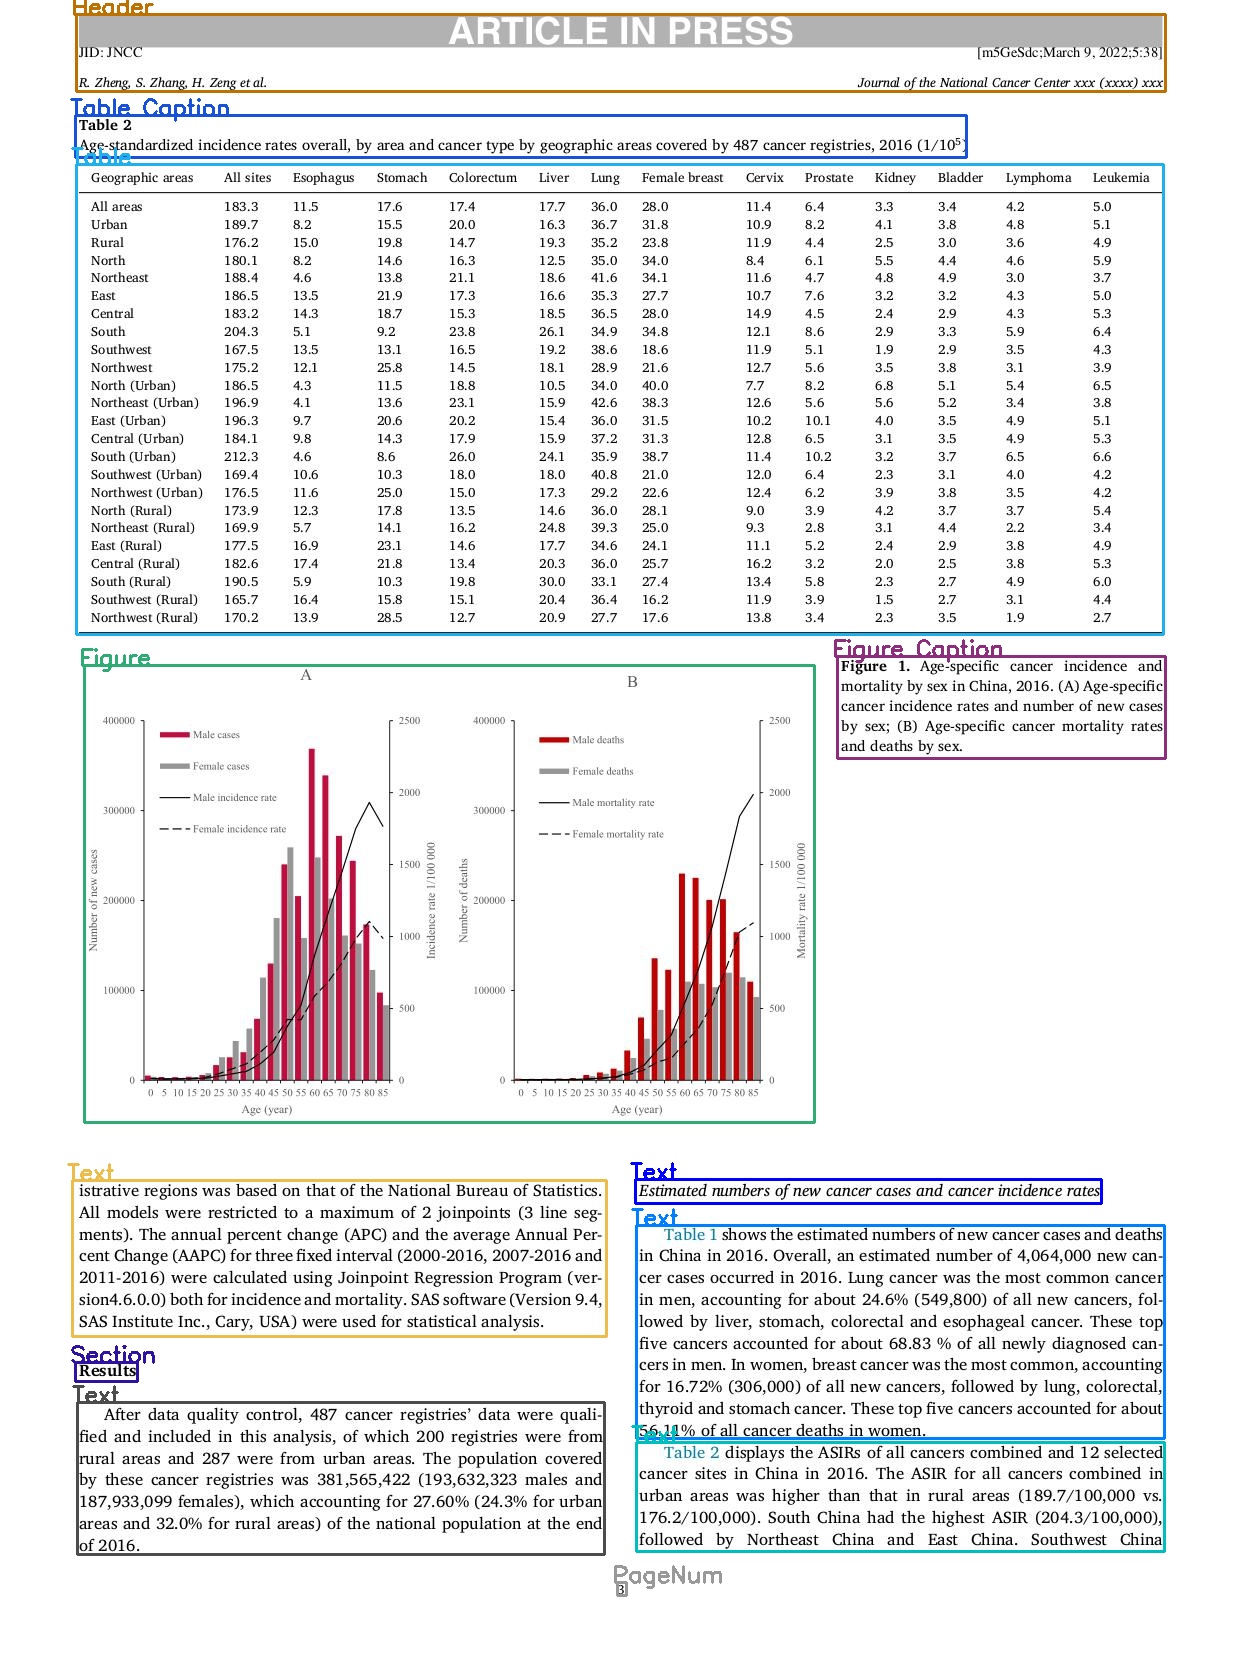 Header
ARTICLE IN PRESS
JID: JNCC [m5GeSdc;March 9, 2022;5:38]
R. Zheng, S. Zhang, H. Zeng et al. Journal of the National Cancer Center xxx (xxxx) xxx
Table Caption
Table 2
Age-standardized incidence rates overall, by area and cancer type by geographic areas covered by 487 cancer registries, 2016 (1/10⁵)
Table
Geographic areas All sites Esophagus Stomach Colorectum Liver Lung Female breast Cervix Prostate Kidney Bladder Lymphoma Leukemia
All areas 183.3 11.5 17.6 17.4 17.7 36.0 28.0 11.4 6.4 3.3 3.4 4.2 5.0
Urban 189.7 8.2 15.5 20.0 16.3 36.7 31.8 10.9 8.2 4.1 3.8 4.8 5.1
Rural 176.2 15.0 19.8 14.7 19.3 35.2 23.8 11.9 4.4 2.5 3.0 3.6 4.9
North 180.1 8.2 14.6 16.3 12.5 35.0 34.0 8.4 6.1 5.5 4.4 4.6 5.9
Northeast 188.4 4.6 13.8 21.1 18.6 41.6 34.1 11.6 4.7 4.8 4.9 3.0 3.7
East 186.5 13.5 21.9 17.3 16.6 35.3 27.7 10.7 7.6 3.2 3.2 4.3 5.0
Central 183.2 14.3 18.7 15.3 18.5 36.5 28.0 14.9 4.5 2.4 2.9 4.3 5.3
South 204.3 5.1 9.2 23.8 26.1 34.9 34.8 12.1 8.6 2.9 3.3 5.9 6.4
Southwest 167.5 13.5 13.1 16.5 19.2 38.6 18.6 11.9 5.1 1.9 2.9 3.5 4.3
Northwest 175.2 12.1 25.8 14.5 18.1 28.9 21.6 12.7 5.6 3.5 3.8 3.1 3.9
North (Urban) 186.5 4.3 11.5 18.8 10.5 34.0 40.0 7.7 8.2 6.8 5.1 5.4 6.5
Northeast (Urban) 196.9 4.1 13.6 23.1 15.9 42.6 38.3 12.6 5.6 5.6 5.2 3.4 3.8
East (Urban) 196.3 9.7 20.6 20.2 15.4 36.0 31.5 10.2 10.1 4.0 3.5 4.9 5.1
Central (Urban) 184.1 9.8 14.3 17.9 15.9 37.2 31.3 12.8 6.5 3.1 3.5 4.9 5.3
South (Urban) 212.3 4.6 8.6 26.0 24.1 35.9 38.7 11.4 10.2 3.2 3.7 6.5 6.6
Southwest (Urban) 169.4 10.6 10.3 18.0 18.0 40.8 21.0 12.0 6.4 2.3 3.1 4.0 4.2
Northwest (Urban) 176.5 11.6 25.0 15.0 17.3 29.2 22.6 12.4 6.2 3.9 3.8 3.5 4.2
North (Rural) 173.9 12.3 17.8 13.5 14.6 36.0 28.1 9.0 3.9 4.2 3.7 3.7 5.4
Northeast (Rural) 169.9 5.7 14.1 16.2 24.8 39.3 25.0 9.3 2.8 3.1 4.4 2.2 3.4
East (Rural) 177.5 16.9 23.1 14.6 17.7 34.6 24.1 11.1 5.2 2.4 2.9 3.8 4.9
Central (Rural) 182.6 17.4 21.8 13.4 20.3 36.0 25.7 16.2 3.2 2.0 2.5 3.8 5.3
South (Rural) 190.5 5.9 10.3 19.8 30.0 33.1 27.4 13.4 5.8 2.3 2.7 4.9 6.0
Southwest (Rural) 165.7 16.4 15.8 15.1 20.4 36.4 16.2 11.9 3.9 1.5 2.7 3.1 4.4
Northwest (Rural) 170.2 13.9 28.5 12.7 20.9 27.7 17.6 13.8 3.4 2.3 3.5 1.9 2.7
Figure
A
400000
300000
200000
100000
0
Number of new cases
Male cases
Female cases
Male incidence rate
Female incidence rate
2500
2000
1500
1000
500
0
Incidence rate 1/100 000
0 5 10 15 20 25 30 35 40 45 50 55 60 65 70 75 80 85
Age (year)
B
400000
300000
200000
100000
0
Number of deaths
Male deaths
Female deaths
Male mortality rate
Female mortality rate
2500
2000
1500
1000
500
0
Mortality rate 1/100 000
0 5 10 15 20 25 30 35 40 45 50 55 60 65 70 75 80 85
Age (year)
Figure Caption
Figure 1. Age-specific cancer incidence and
mortality by sex in China, 2016. (A) Age-specific
cancer incidence rates and number of new cases
by sex; (B) Age-specific cancer mortality rates
and deaths by sex.
Text
istrative regions was based on that of the National Bureau of Statistics.
All models were restricted to a maximum of 2 joinpoints (3 line seg-
ments). The annual percent change (APC) and the average Annual Per-
cent Change (AAPC) for three fixed interval (2000-2016, 2007-2016 and
2011-2016) were calculated using Joinpoint Regression Program (ver-
sion4.6.0.0) both for incidence and mortality. SAS software (Version 9.4,
SAS Institute Inc., Cary, USA) were used for statistical analysis.
Section
Results
Text
After data quality control, 487 cancer registries' data were quali-
fied and included in this analysis, of which 200 registries were from
rural areas and 287 were from urban areas. The population covered
by these cancer registries was 381,565,422 (193,632,323 males and
187,933,099 females), which accounting for 27.60% (24.3% for urban
areas and 32.0% for rural areas) of the national population at the end
of 2016.
Text
Estimated numbers of new cancer cases and cancer incidence rates
Text
Table 1 shows the estimated numbers of new cancer cases and deaths
in China in 2016. Overall, an estimated number of 4,064,000 new can-
cer cases occurred in 2016. Lung cancer was the most common cancer
in men, accounting for about 24.6% (549,800) of all new cancers, fol-
lowed by liver, stomach, colorectal and esophageal cancer. These top
five cancers accounted for about 68.83 % of all newly diagnosed can-
cers in men. In women, breast cancer was the most common, accounting
for 16.72% (306,000) of all new cancers, followed by lung, colorectal,
thyroid and stomach cancer. These top five cancers accounted for about
56.11% of all cancer deaths in women.
Text
Table 2 displays the ASIRs of all cancers combined and 12 selected
cancer sites in China in 2016. The ASIR for all cancers combined in
urban areas was higher than that in rural areas (189.7/100,000 vs.
176.2/100,000). South China had the highest ASIR (204.3/100,000),
followed by Northeast China and East China. Southwest China
PageNum
3